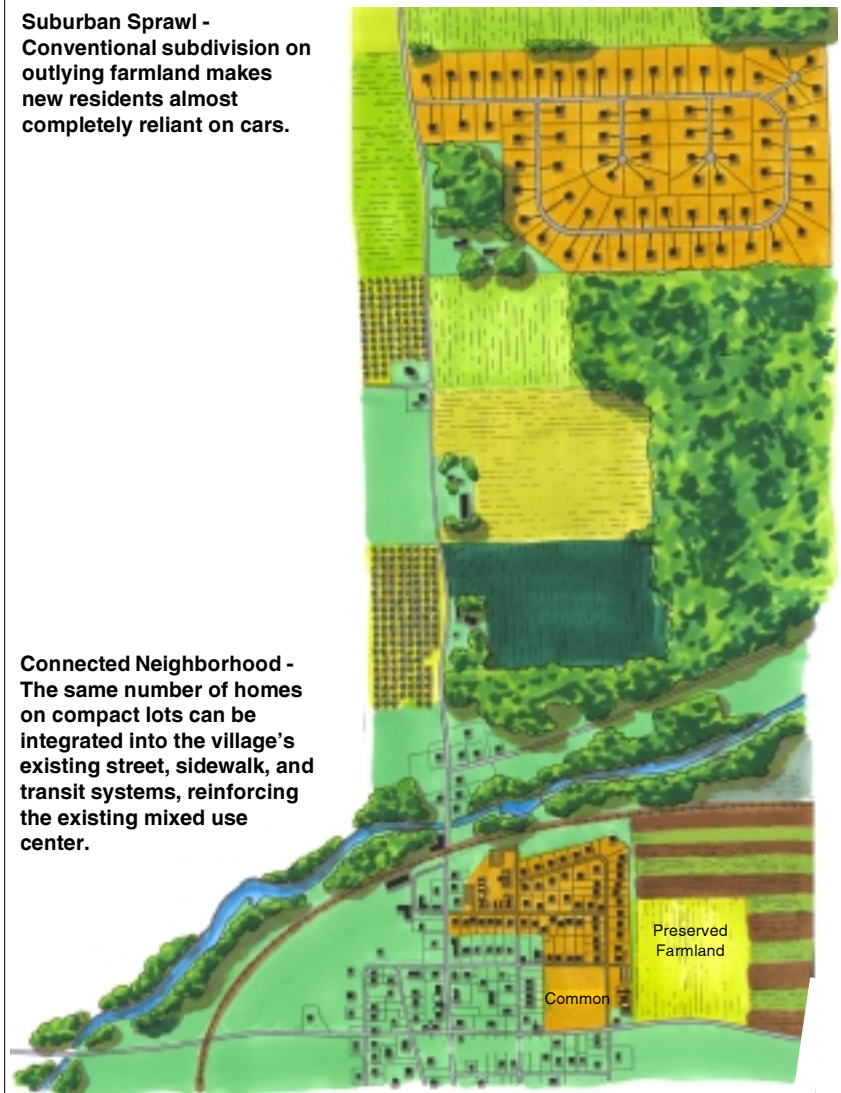 Suburban Sprawl -
Conventional subdivision on
outlying farmland makes
new residents almost
completely reliant on cars.
Connected Neighborhood -
The same number of homes
on compact lots can be
integrated into the village’s
existing street, sidewalk, and
transit systems, reinforcing
the existing mixed use
center.
Preserved
Farmland
Common